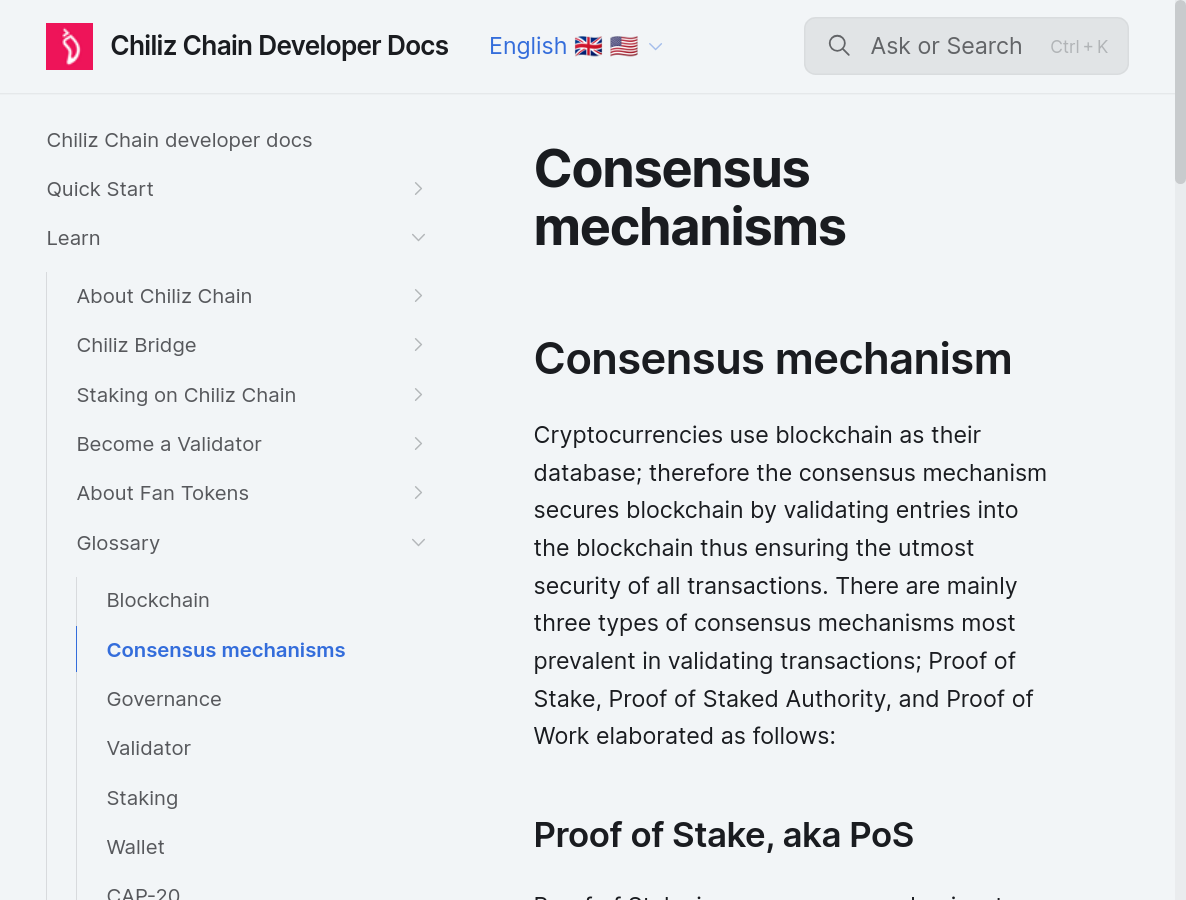 Chiliz Chain Developer Docs
English 🇬🇧 🇺🇸
Ask or Search Ctrl + K
Chiliz Chain developer docs
Quick Start
Learn
About Chiliz Chain
Chiliz Bridge
Staking on Chiliz Chain
Become a Validator
About Fan Tokens
Glossary
Blockchain
Consensus mechanisms
Governance
Validator
Staking
Wallet
CAP-20
Consensus
mechanisms
Consensus mechanism
Cryptocurrencies use blockchain as their
database; therefore the consensus mechanism
secures blockchain by validating entries into
the blockchain thus ensuring the utmost
security of all transactions. There are mainly
three types of consensus mechanisms most
prevalent in validating transactions; Proof of
Stake, Proof of Staked Authority, and Proof of
Work elaborated as follows:
Proof of Stake, aka PoS